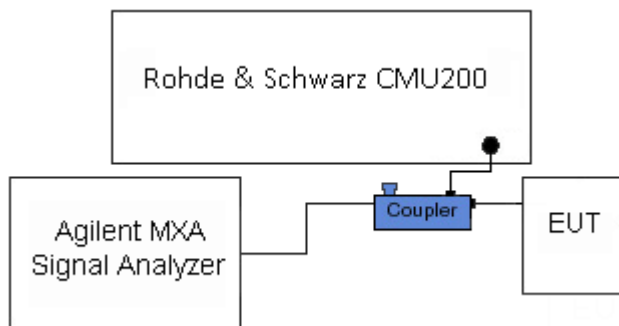 Rohde & Schwarz CMU200
Agilent MXA
Signal Analyzer
Coupler
EUT